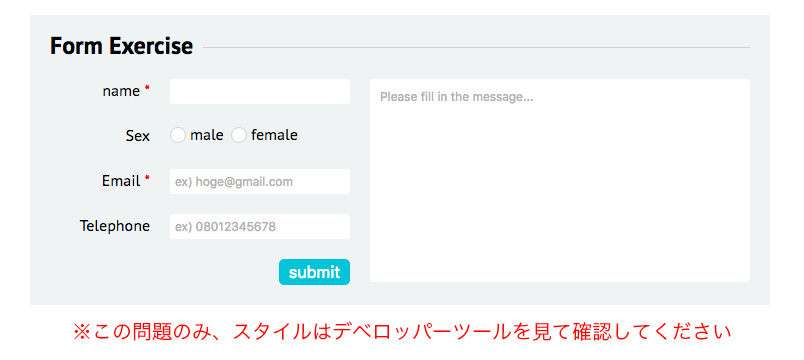 Form Exercise
name *
Please fill in the message...
Sex male female
Email * ex) hoge@gmail.com
Telephone ex) 08012345678
submit
※この問題のみ、スタイルはデベロッパーツールを見て確認してください